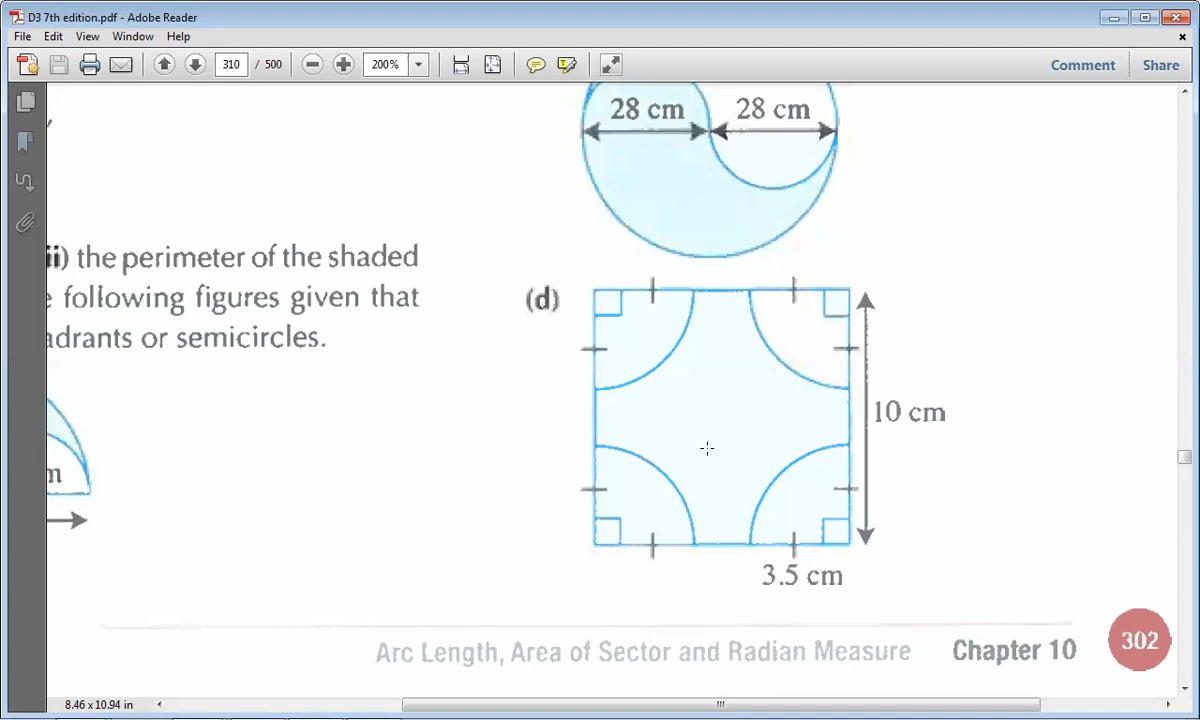 D3 7th edition.pdf - Adobe Reader
File Edit View Window Help
310 / 500 200% Comment Share
28 cm 28 cm
ii) the perimeter of the shaded
e following figures given that
adrants or semicircles.
(d)
10 cm
m
3.5 cm
Arc Length, Area of Sector and Radian Measure Chapter 10 302
8.46 x 10.94 in